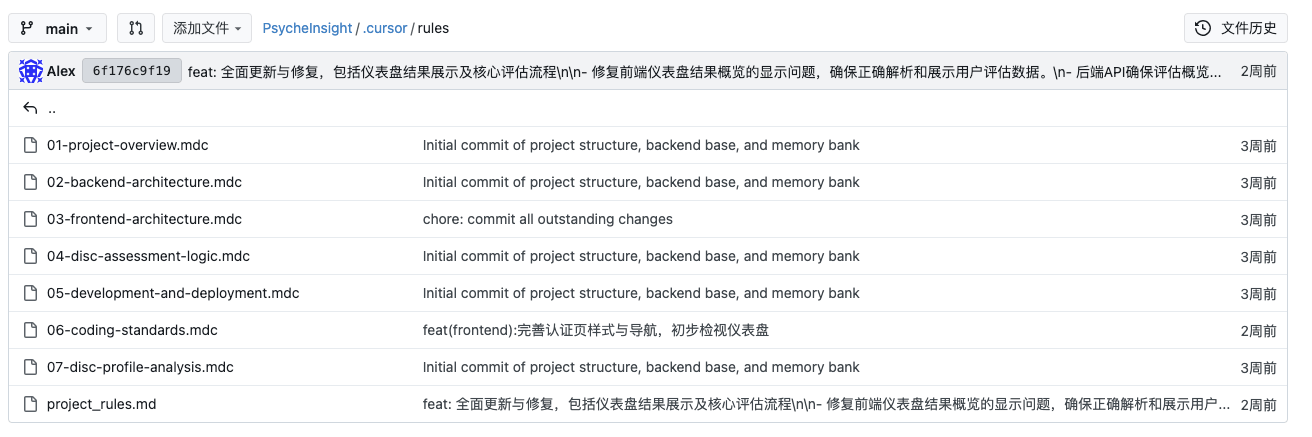 main 添加文件 PsycheInsight / .cursor / rules 文件历史
Alex 6f176c9f19 feat: 全面更新与修复，包括仪表盘结果展示及核心评估流程\n\n- 修复前端仪表盘结果概览的显示问题，确保正确解析和展示用户评估数据。\n- 后端API确保评估概览... 2周前
..
01-project-overview.mdc Initial commit of project structure, backend base, and memory bank 3周前
02-backend-architecture.mdc Initial commit of project structure, backend base, and memory bank 3周前
03-frontend-architecture.mdc chore: commit all outstanding changes 3周前
04-disc-assessment-logic.mdc Initial commit of project structure, backend base, and memory bank 3周前
05-development-and-deployment.mdc Initial commit of project structure, backend base, and memory bank 3周前
06-coding-standards.mdc feat(frontend):完善认证页样式与导航，初步检视仪表盘 2周前
07-disc-profile-analysis.mdc Initial commit of project structure, backend base, and memory bank 3周前
project_rules.md feat: 全面更新与修复，包括仪表盘结果展示及核心评估流程\n\n- 修复前端仪表盘结果概览的显示问题，确保正确解析和展示用户... 2周前